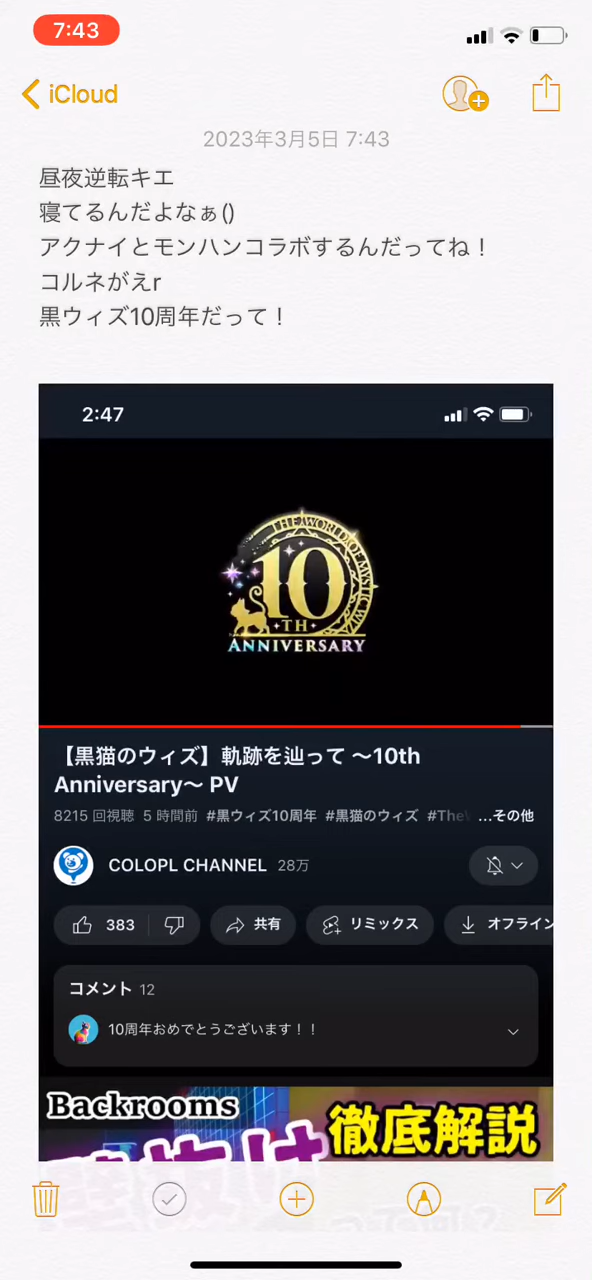 7:43
iCloud
2023年3月5日 7:43
昼夜逆転キエ
寝てるんだよなぁ()
アクナイとモンハンコラボするんだってね！
コルネがえr
黒ウィズ10周年だって！
2:47
THE WORLD OF MYSTIC WIZ
10
TH
ANNIVERSARY
【黒猫のウィズ】軌跡を辿って 〜10th
Anniversary〜 PV
8215 回視聴 5 時間前 #黒ウィズ10周年 #黒猫のウィズ #TheW ...その他
COLOPL CHANNEL 28万
383 共有 リミックス オフライン
コメント 12
10周年おめでとうございます！！
Backrooms
徹底解説